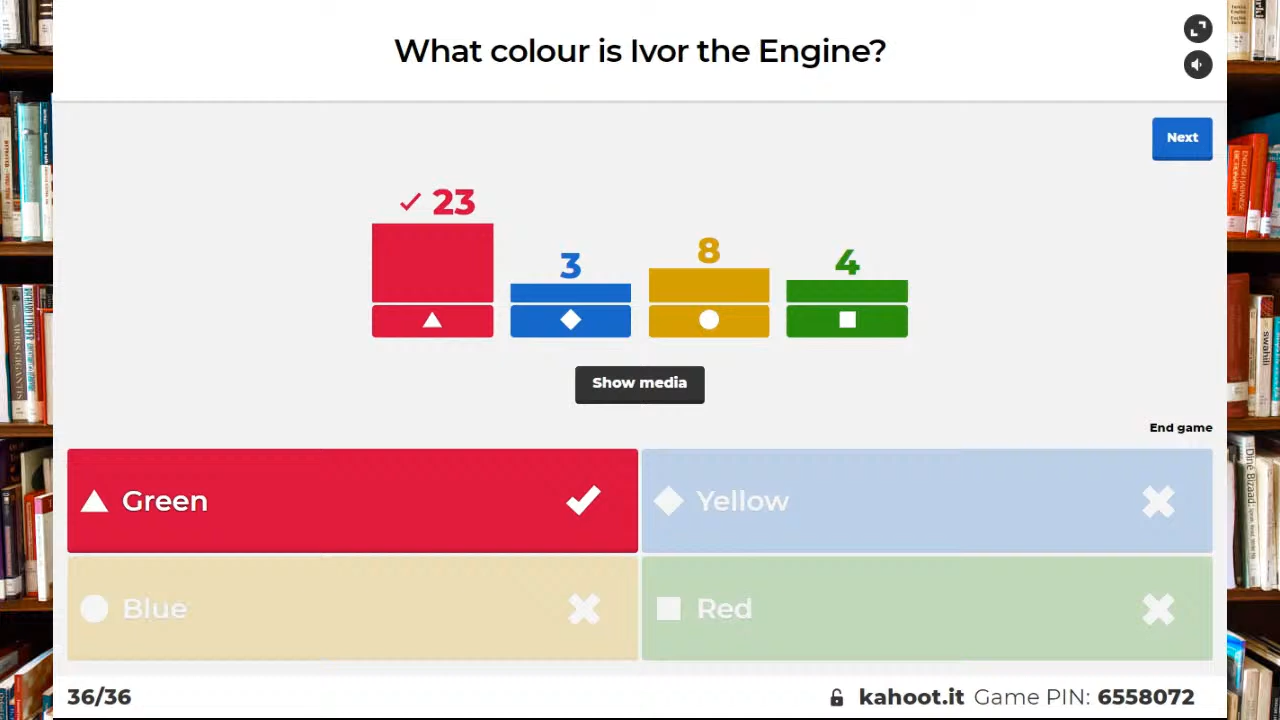 What colour is Ivor the Engine?
Next
23
3
8
4
Show media
End game
Green
Yellow
Blue
Red
36/36
kahoot.it Game PIN: 6558072